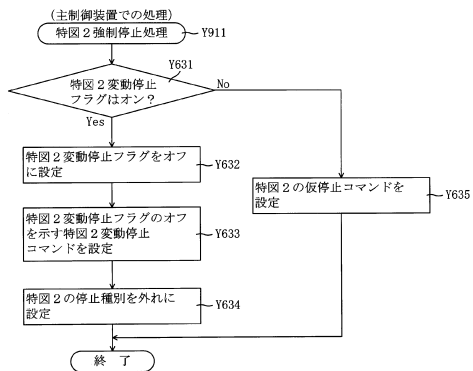 (主制御装置での処理)
特図2強制停止処理
Y911
特図2変動停止
フラグはオン?
Y631
No
Yes
特図2変動停止フラグをオフ
に設定
Y632
特図2の仮停止コマンドを
設定
Y635
特図2変動停止フラグのオフ
を示す特図2変動停止
コマンドを設定
Y633
特図2の停止種別を外れに
設定
Y634
終 了